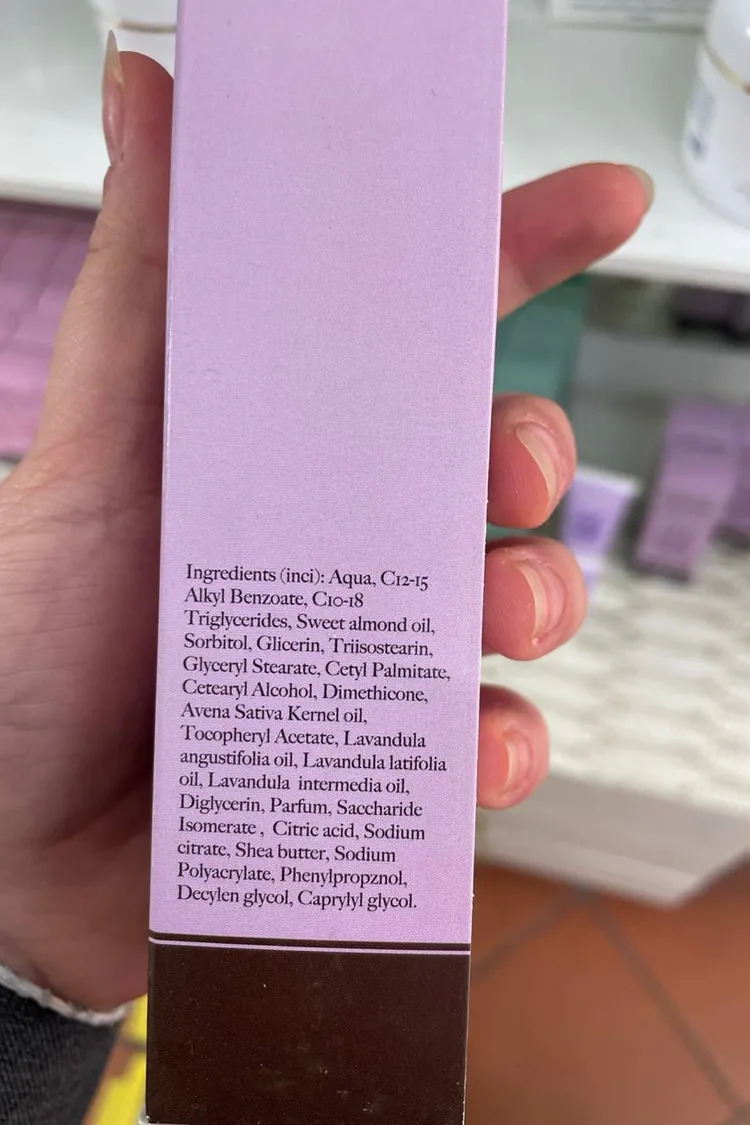 Ingredients (inci): Aqua, C12-15
Alkyl Benzoate, C10-18
Triglycerides, Sweet almond oil,
Sorbitol, Glicerin, Triisostearin,
Glyceryl Stearate, Cetyl Palmitate,
Cetearyl Alcohol, Dimethicone,
Avena Sativa Kernel oil,
Tocopheryl Acetate, Lavandula
angustifolia oil, Lavandula latifolia
oil, Lavandula intermedia oil,
Diglycerin, Parfum, Saccharide
Isomerate, Citric acid, Sodium
citrate, Shea butter, Sodium
Polyacrylate, Phenylpropznol,
Decylen glycol, Caprylyl glycol.